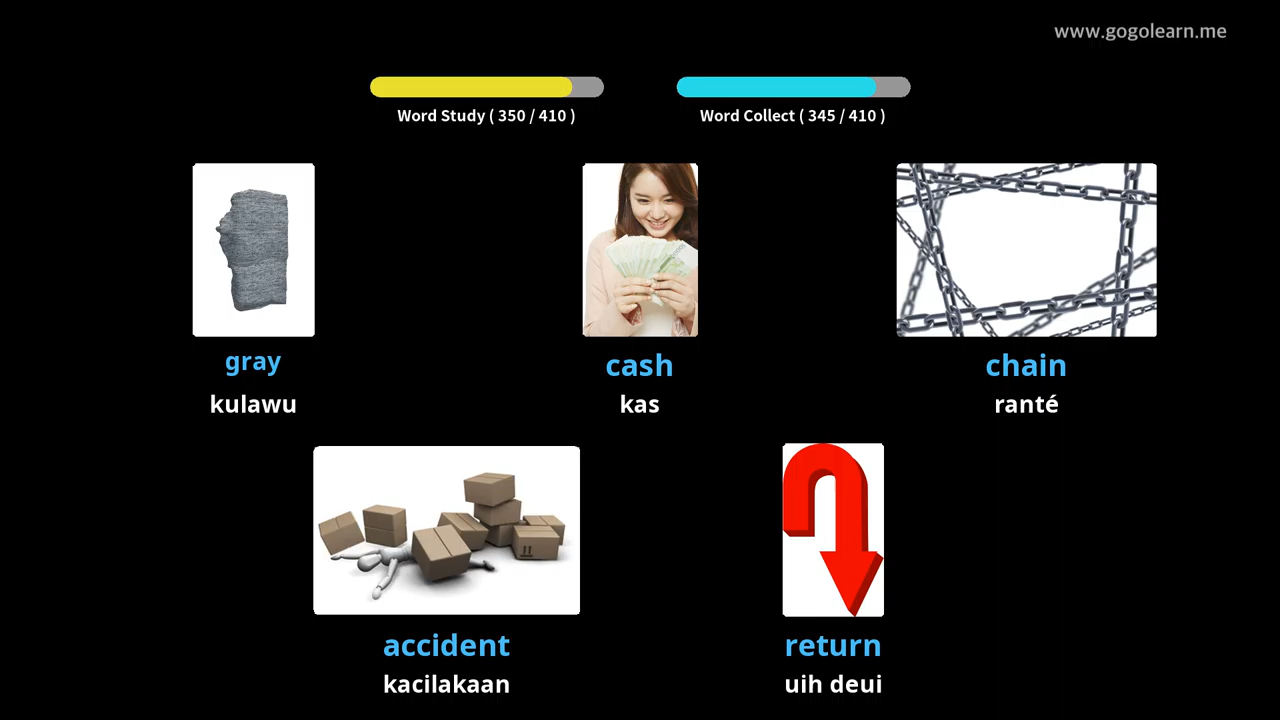 www.gogolearn.me
Word Study ( 350 / 410 )
Word Collect ( 345 / 410 )
gray
kulawu
cash
kas
chain
ranté
accident
kacilakaan
return
uih deui